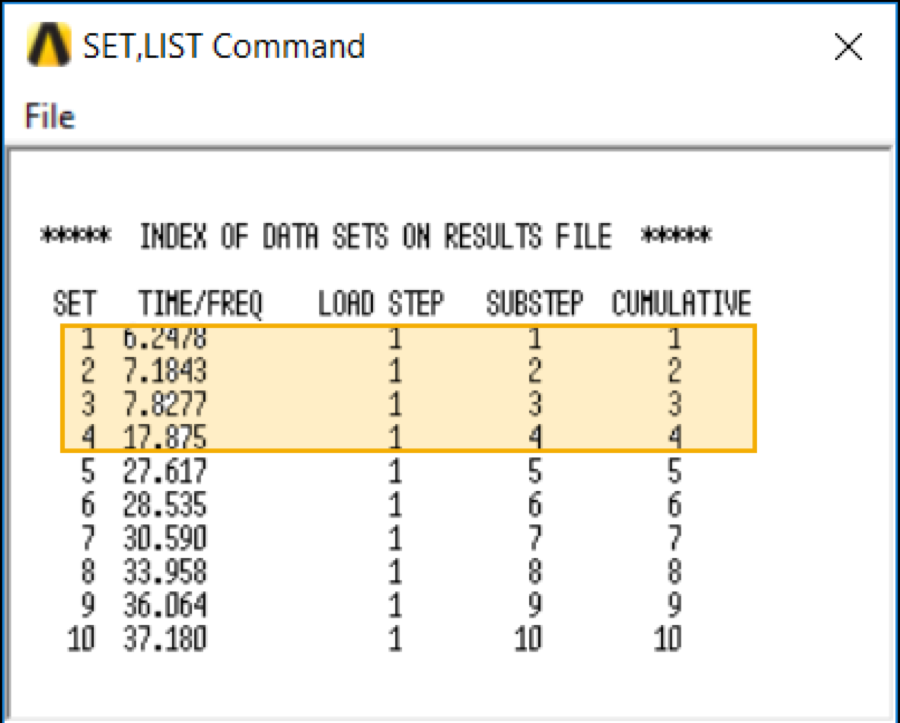 SET,LIST Command
File
***** INDEX OF DATA SETS ON RESULTS FILE *****
SET TIME/FREQ LOAD STEP SUBSTEP CUMULATIVE
1 6.2478 1 1 1
2 7.1843 1 2 2
3 7.8277 1 3 3
4 17.875 1 4 4
5 27.617 1 5 5
6 28.535 1 6 6
7 30.590 1 7 7
8 33.958 1 8 8
9 36.064 1 9 9
10 37.180 1 10 10